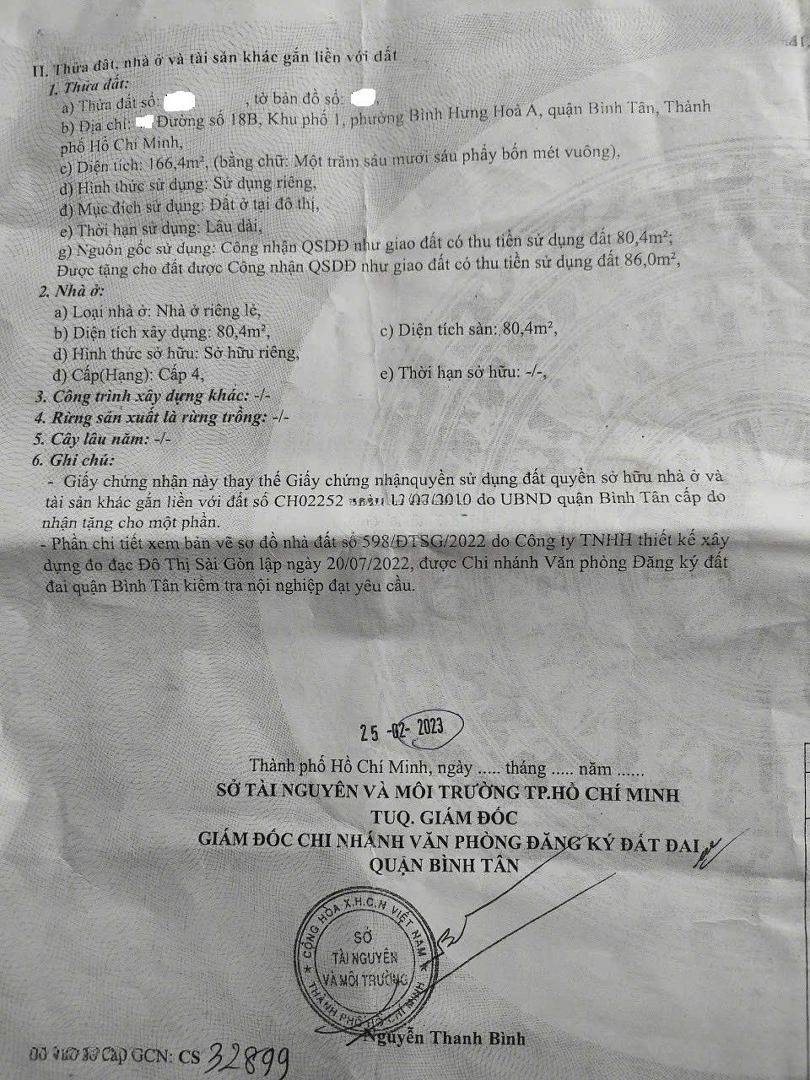 41.
II. Thửa đất, nhà ở và tài sản khác gắn liền với đất
1. Thửa đất:
a) Thửa đất số: , tờ bản đồ số: ,
b) Địa chỉ: Đường số 18B, Khu phố 1, phường Bình Hưng Hoà A, quận Bình Tân, Thành
phố Hồ Chí Minh,
c) Diện tích: 166,4m², (bằng chữ: Một trăm sáu mươi sáu phẩy bốn mét vuông),
d) Hình thức sử dụng: Sử dụng riêng,
đ) Mục đích sử dụng: Đất ở tại đô thị,
e) Thời hạn sử dụng: Lâu dài,
g) Nguồn gốc sử dụng: Công nhận QSDĐ như giao đất có thu tiền sử dụng đất 80,4m²;
Được tặng cho đất được Công nhận QSDĐ như giao đất có thu tiền sử dụng đất 86,0m²,
2. Nhà ở:
a) Loại nhà ở: Nhà ở riêng lẻ,
b) Diện tích xây dựng: 80,4m², c) Diện tích sàn: 80,4m²,
d) Hình thức sở hữu: Sở hữu riêng,
đ) Cấp(Hạng): Cấp 4, e) Thời hạn sở hữu: -/-,
3. Công trình xây dựng khác: -/-
4. Rừng sản xuất là rừng trồng: -/-
5. Cây lâu năm: -/-
6. Ghi chú:
- Giấy chứng nhận này thay thế Giấy chứng nhậnquyền sử dụng đất quyền sở hữu nhà ở và
tài sản khác gắn liền với đất số CH02252 do UBND quận Bình Tân cấp do
nhận tặng cho một phần.
- Phần chi tiết xem bản vẽ sơ đồ nhà đất số 598/ĐTSG/2022 do Công ty TNHH thiết kế xây
dựng đo đạc Đô Thị Sài Gòn lập ngày 20/07/2022, được Chi nhánh Văn phòng Đăng ký đất
đai quận Bình Tân kiểm tra nội nghiệp đạt yêu cầu.
25 -02- 2023
Thành phố Hồ Chí Minh, ngày ..... tháng ..... năm ......
SỞ TÀI NGUYÊN VÀ MÔI TRƯỜNG TP.HỒ CHÍ MINH
TUQ. GIÁM ĐỐC
GIÁM ĐỐC CHI NHÁNH VĂN PHÒNG ĐĂNG KÝ ĐẤT ĐAI
QUẬN BÌNH TÂN
CỘNG HÒA X.H.C.N VIỆT NAM
SỞ
TÀI NGUYÊN
VÀ MÔI TRƯỜNG
THÀNH PHỐ HỒ CHÍ MINH
Nguyễn Thanh Bình
Cấp GCN: CS 32899